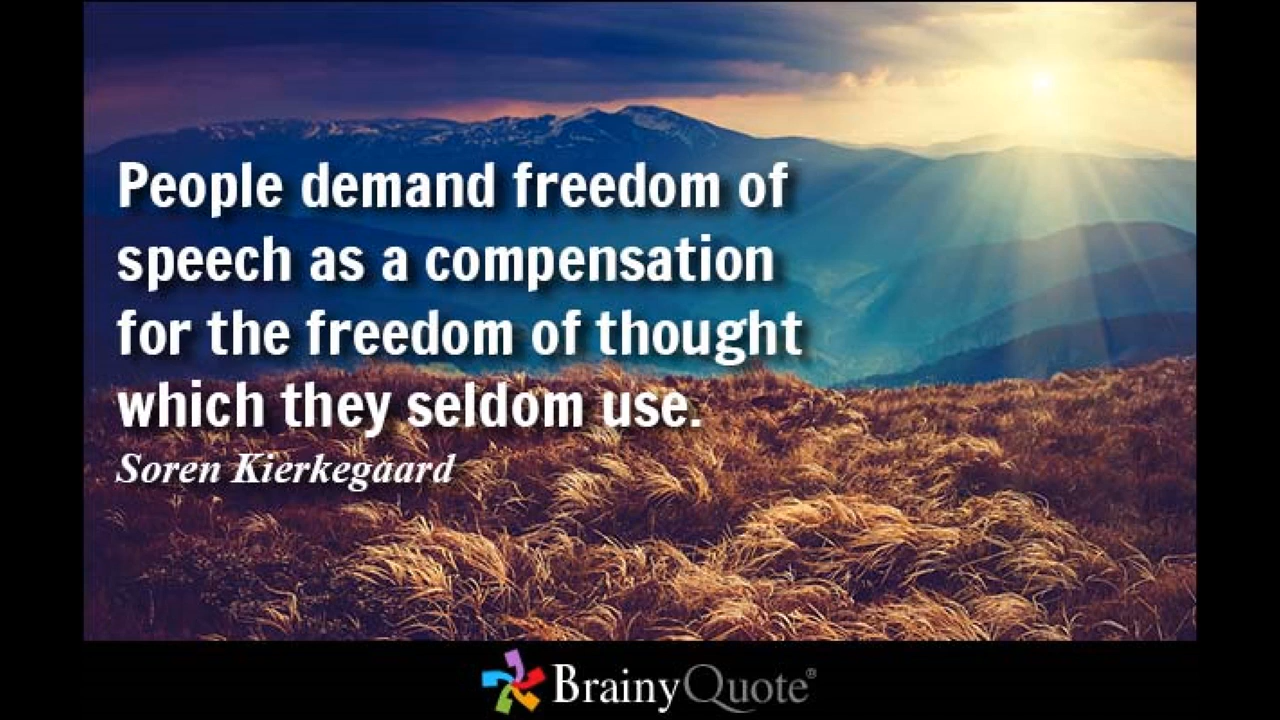 People demand freedom of
speech as a compensation
for the freedom of thought
which they seldom use.
Soren Kierkegaard
BrainyQuote®